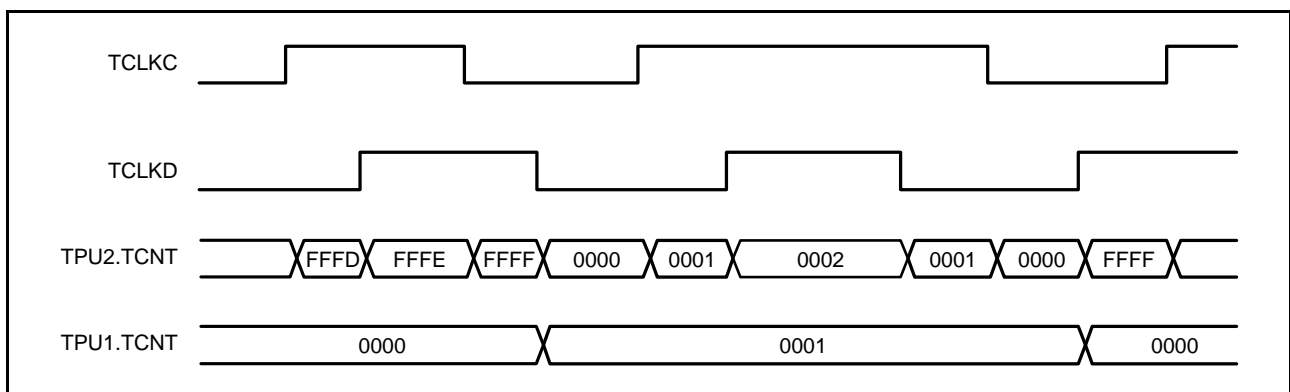 TCLKC
TCLKD
TPU2.TCNT FFFD FFFE FFFF 0000 0001 0002 0001 0000 FFFF
TPU1.TCNT 0000 0001 0000